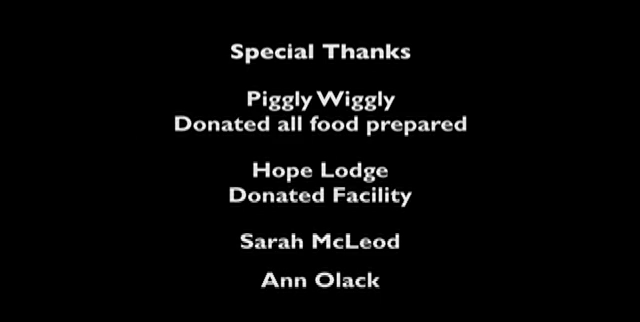 Special Thanks
Piggly Wiggly
Donated all food prepared
Hope Lodge
Donated Facility
Sarah McLeod
Ann Olack